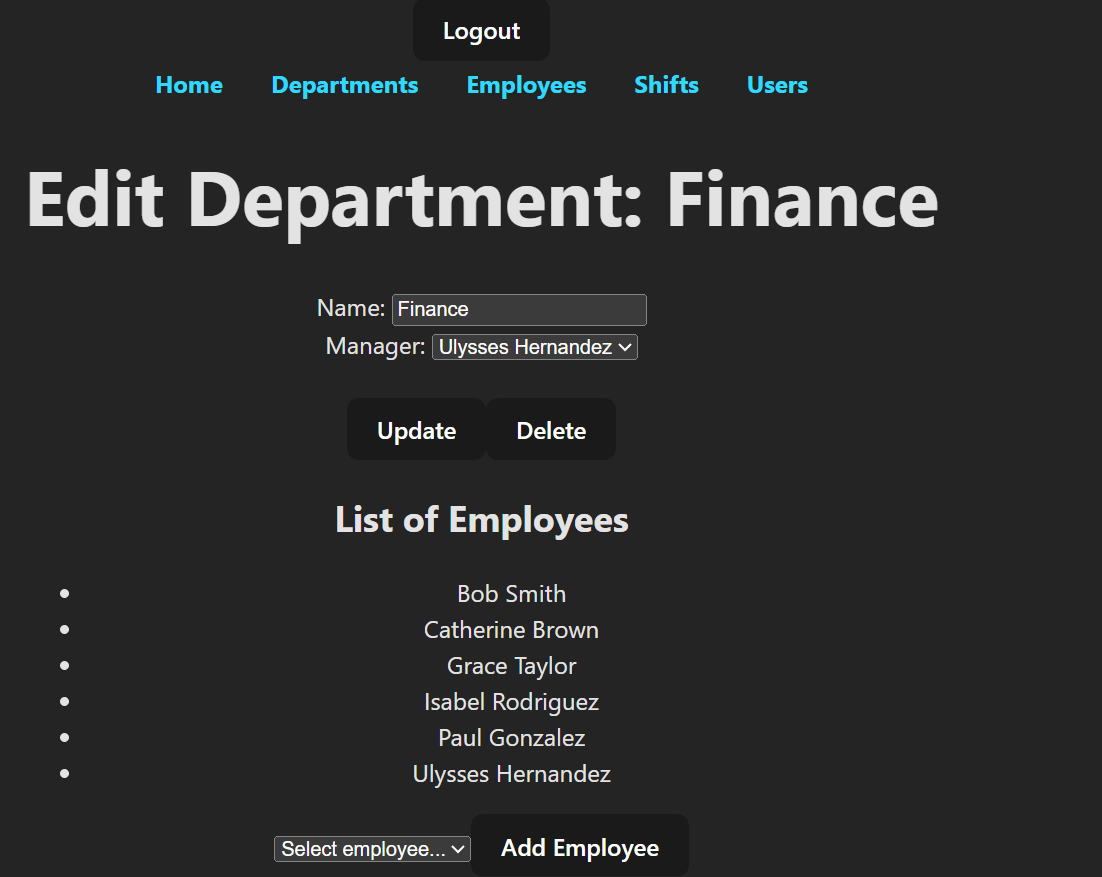 Logout
Home Departments Employees Shifts Users
Edit Department: Finance
Name: Finance
Manager: Ulysses Hernandez
Update Delete
List of Employees
Bob Smith
Catherine Brown
Grace Taylor
Isabel Rodriguez
Paul Gonzalez
Ulysses Hernandez
Select employee... Add Employee